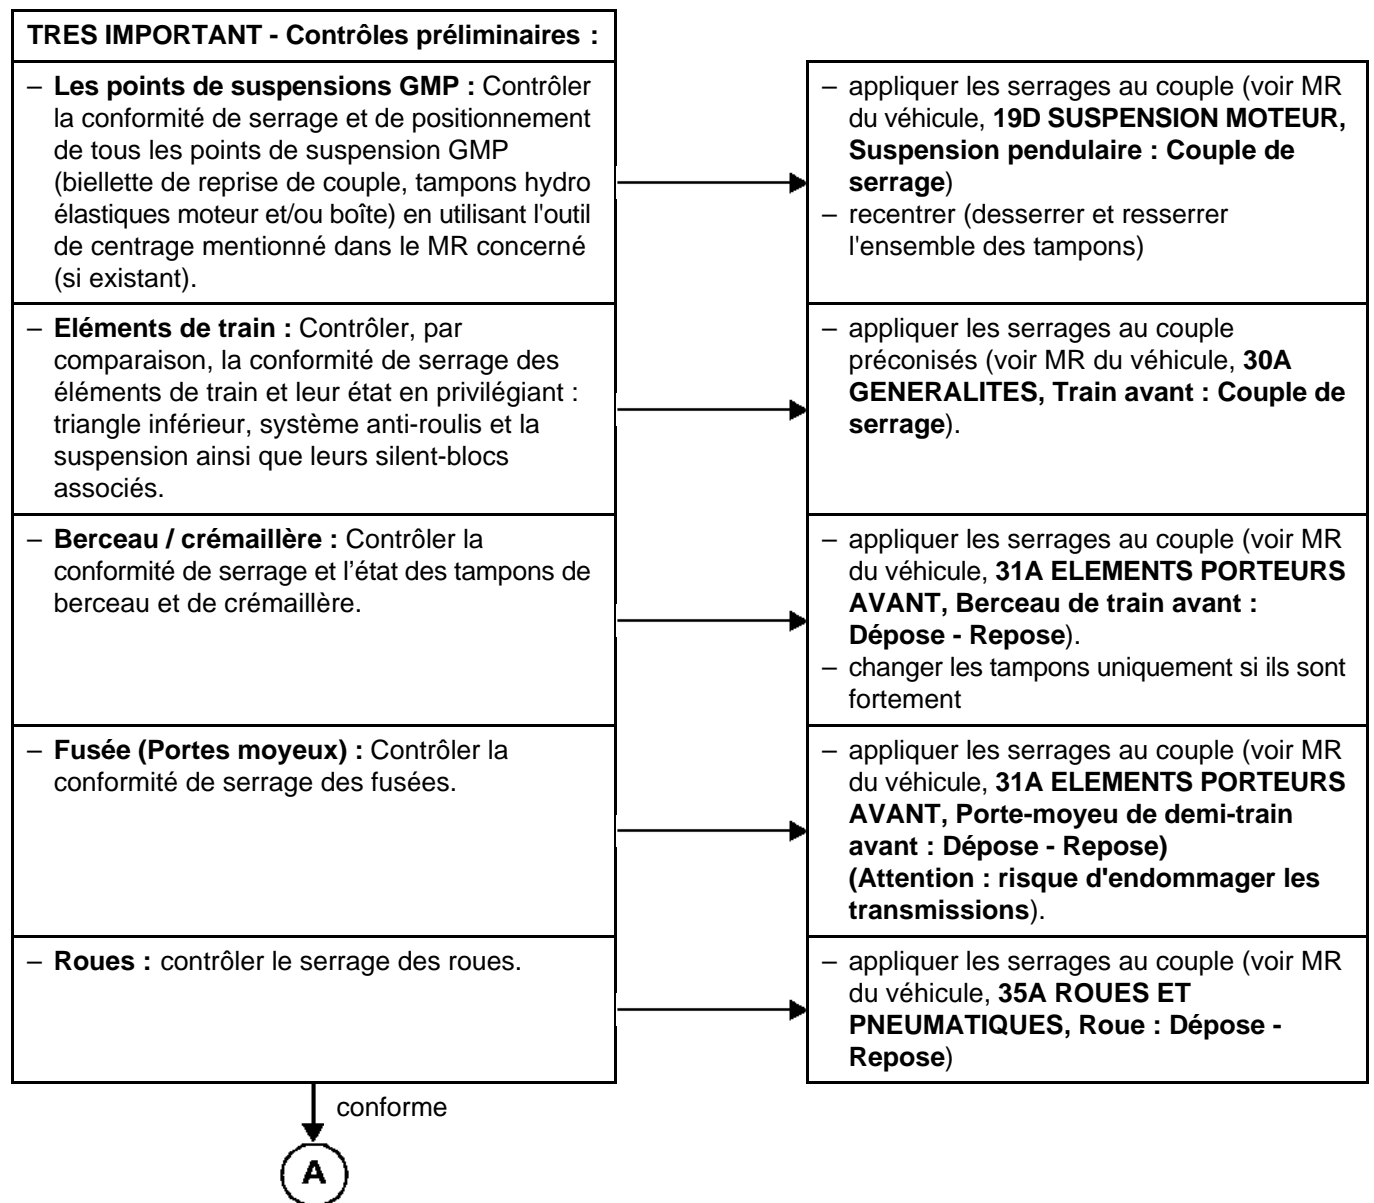 TRES IMPORTANT - Contrôles préliminaires :
– Les points de suspensions GMP : Contrôler
la conformité de serrage et de positionnement
de tous les points de suspension GMP
(biellette de reprise de couple, tampons hydro
élastiques moteur et/ou boîte) en utilisant l'outil
de centrage mentionné dans le MR concerné
(si existant).
– appliquer les serrages au couple (voir MR
du véhicule, 19D SUSPENSION MOTEUR,
Suspension pendulaire : Couple de
serrage)
– recentrer (desserrer et resserrer
l'ensemble des tampons)
– Eléments de train : Contrôler, par
comparaison, la conformité de serrage des
éléments de train et leur état en privilégiant :
triangle inférieur, système anti-roulis et la
suspension ainsi que leurs silent-blocs
associés.
– appliquer les serrages au couple
préconisés (voir MR du véhicule, 30A
GENERALITES, Train avant : Couple de
serrage).
– Berceau / crémaillère : Contrôler la
conformité de serrage et l’état des tampons de
berceau et de crémaillère.
– appliquer les serrages au couple (voir MR
du véhicule, 31A ELEMENTS PORTEURS
AVANT, Berceau de train avant :
Dépose - Repose).
– changer les tampons uniquement si ils sont
fortement
– Fusée (Portes moyeux) : Contrôler la
conformité de serrage des fusées.
– appliquer les serrages au couple (voir MR
du véhicule, 31A ELEMENTS PORTEURS
AVANT, Porte-moyeu de demi-train
avant : Dépose - Repose)
(Attention : risque d'endommager les
transmissions).
– Roues : contrôler le serrage des roues.
– appliquer les serrages au couple (voir MR
du véhicule, 35A ROUES ET
PNEUMATIQUES, Roue : Dépose -
Repose)
conforme
A